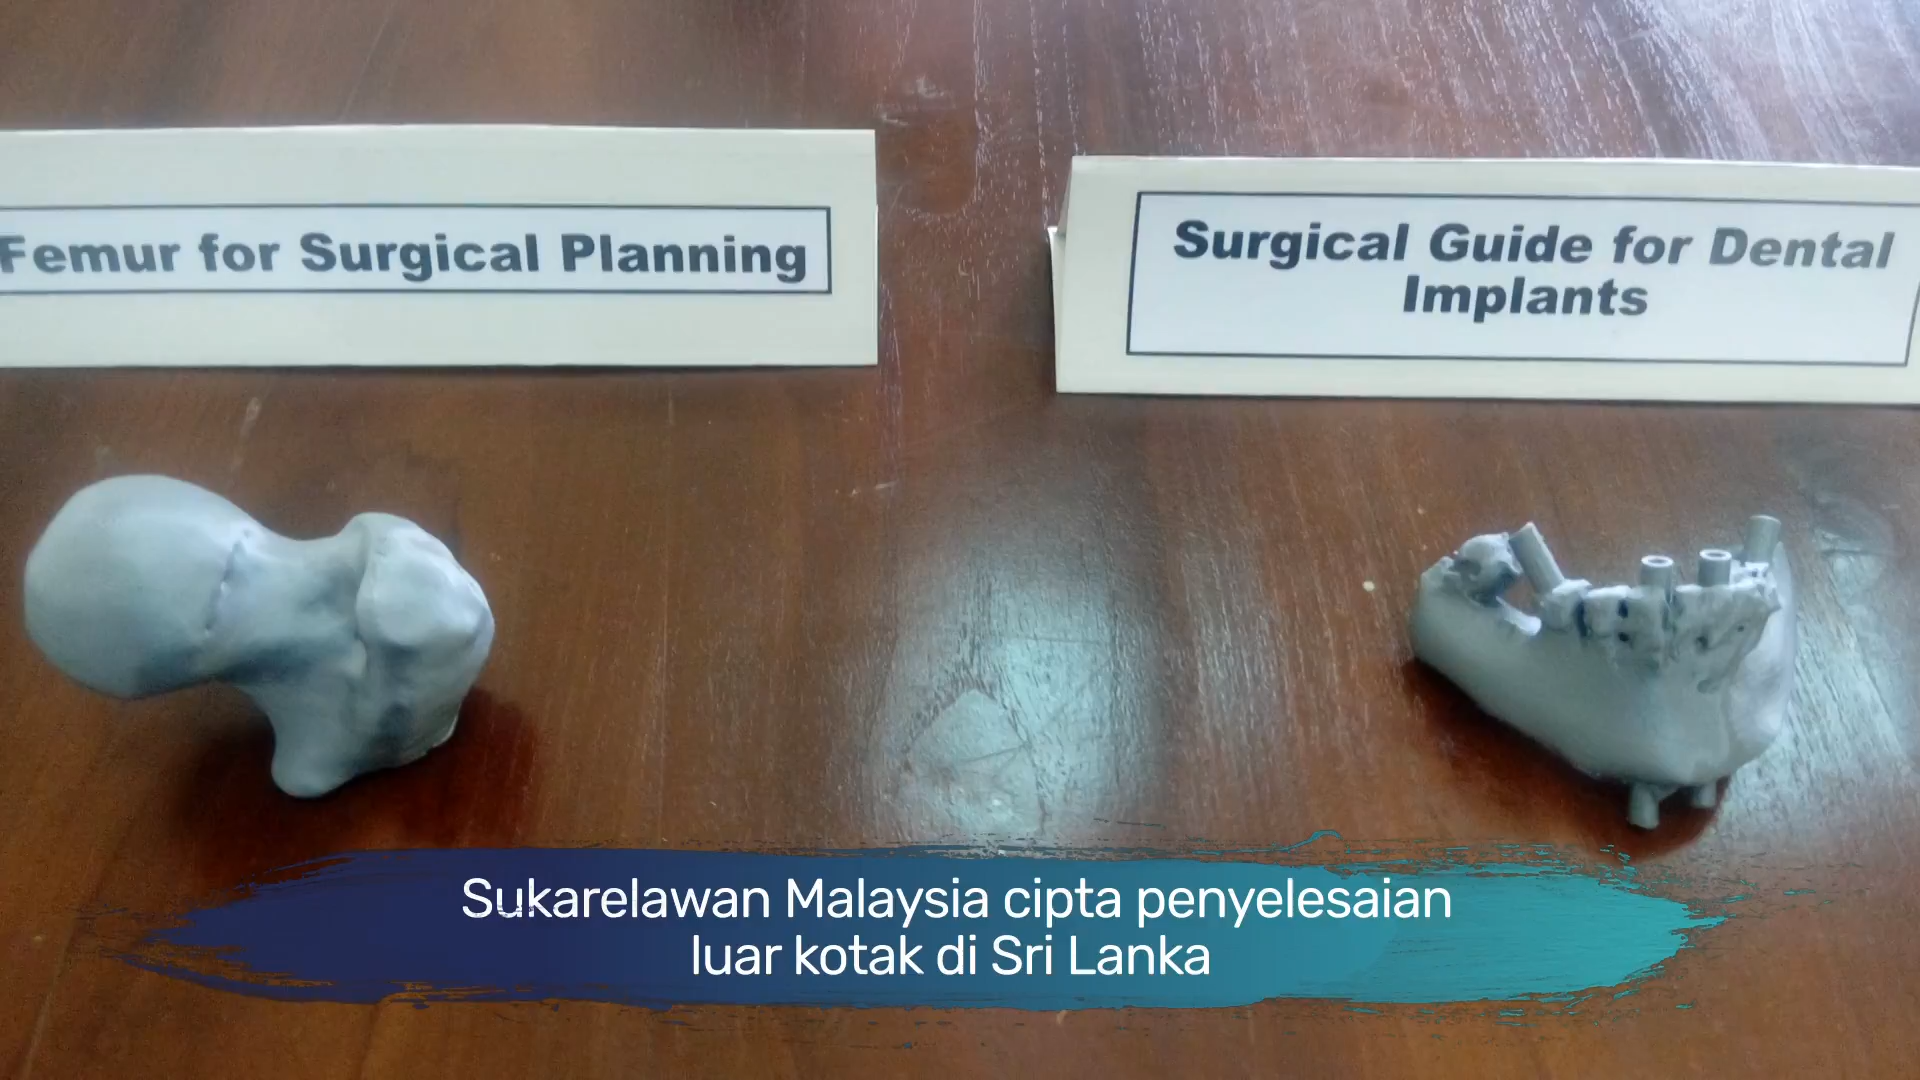 Femur for Surgical Planning
Surgical Guide for Dental
Implants
Sukarelawan Malaysia cipta penyelesaian
luar kotak di Sri Lanka